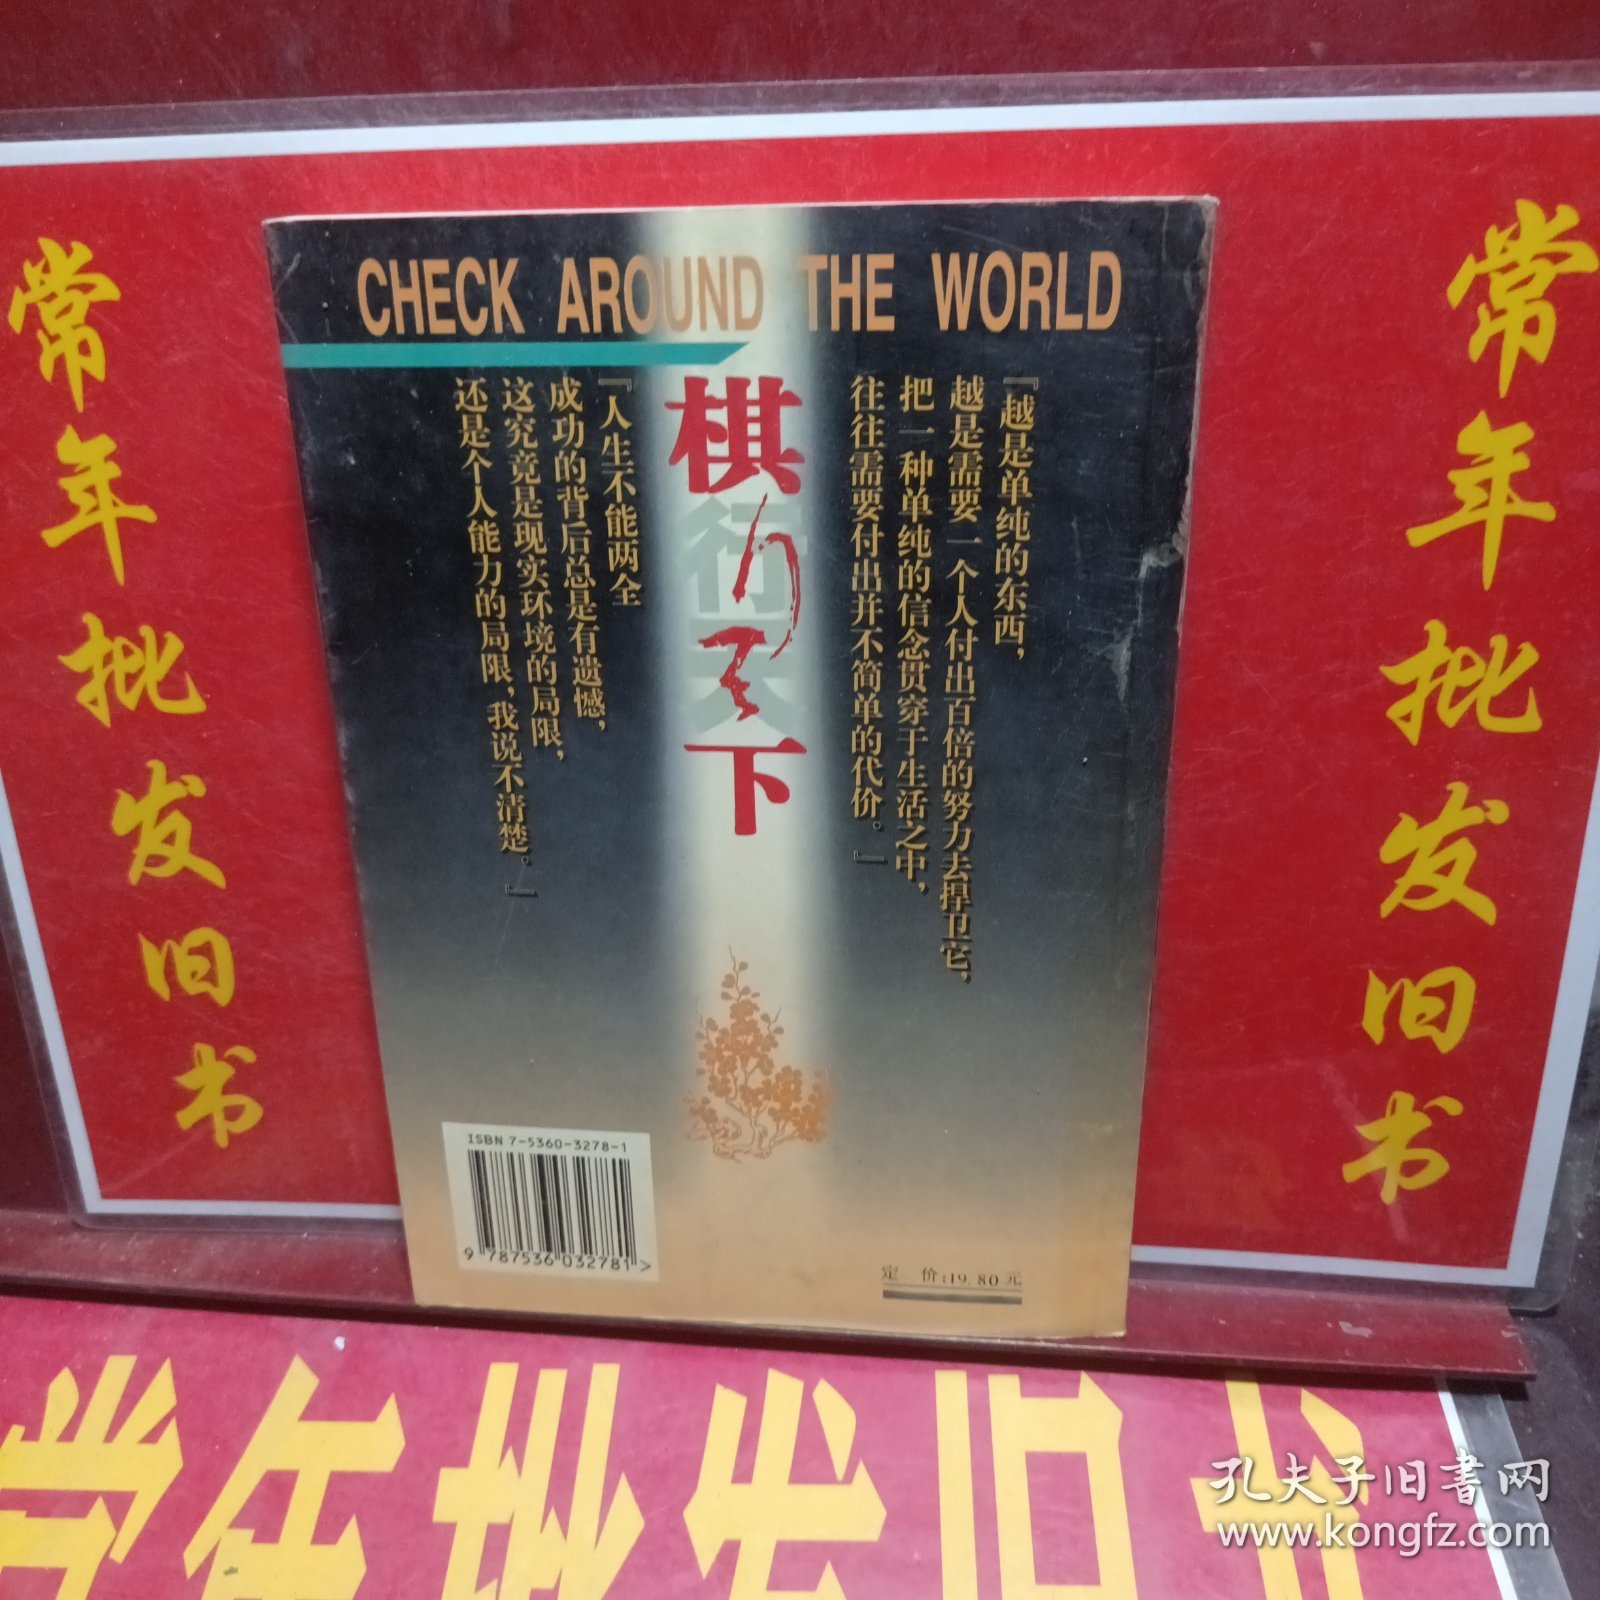 常年批发旧书
常年批发旧书
CHECK AROUND THE WORLD
棋行天下
『越是单纯的东西，
越是需要一个人付出百倍的努力去捍卫它，
把一种单纯的信念贯穿于生活之中，
往往需要付出并不简单的代价。』
『人生不能两全
成功的背后总是有遗憾，
这究竟是现实环境的局限，
还是个人能力的局限，我说不清楚。』
ISBN 7-5360-3278-1
9 787536 032781 >
定 价:19.80元
常年批发旧书
孔夫子旧書网
www.kongfz.com